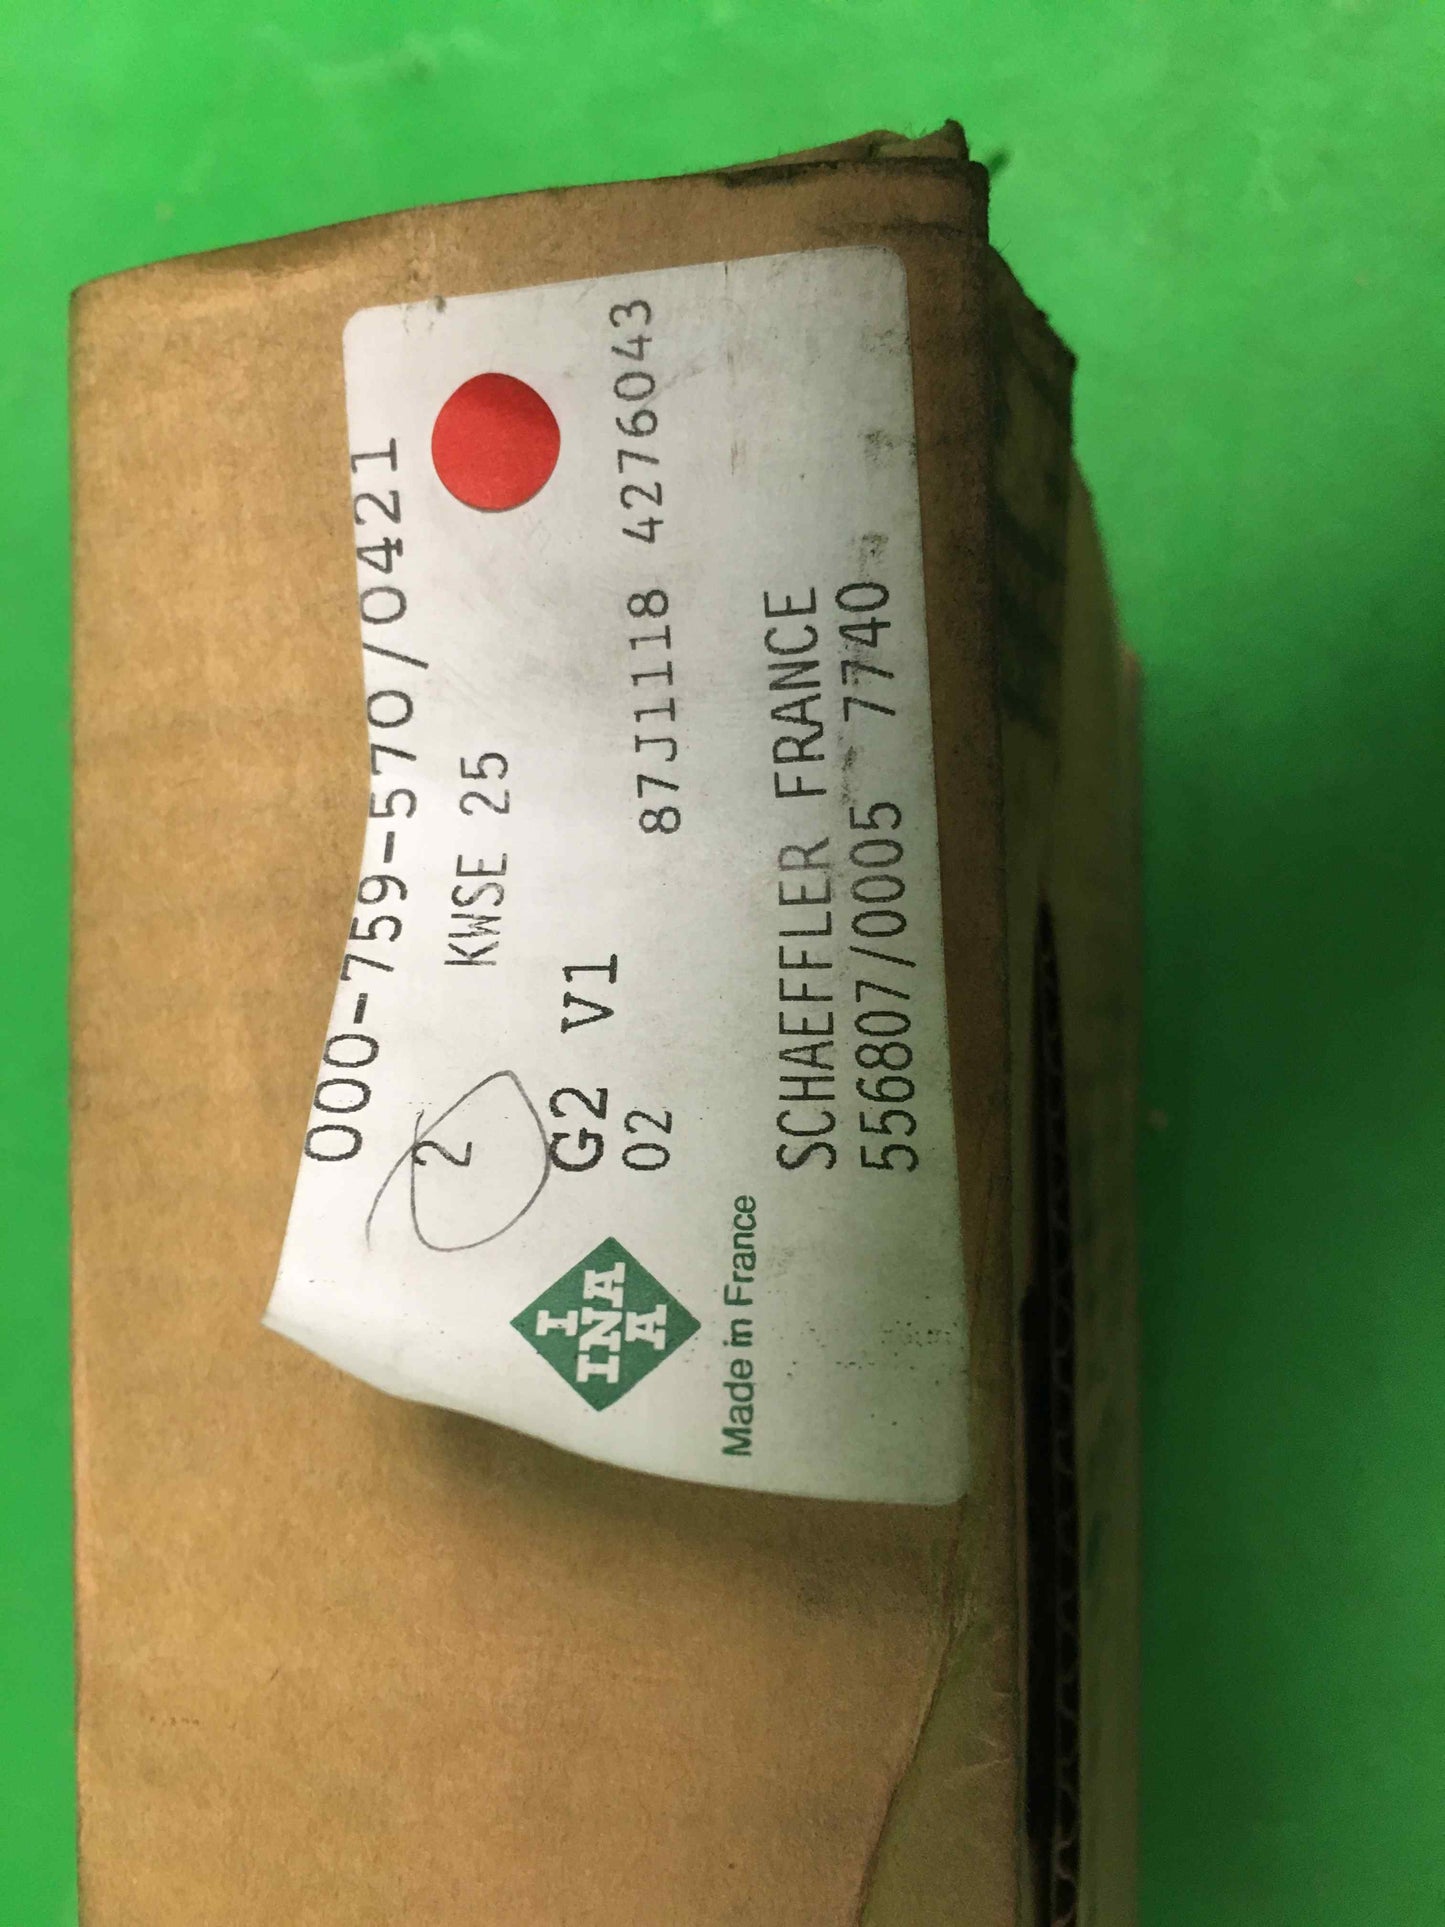 000-759-570/0421
2 KWSE 25
G2 V1
02 87J1118 4276043
I
INA
A
Made in France
SCHAEFFLER FRANCE
556807/0005 7740